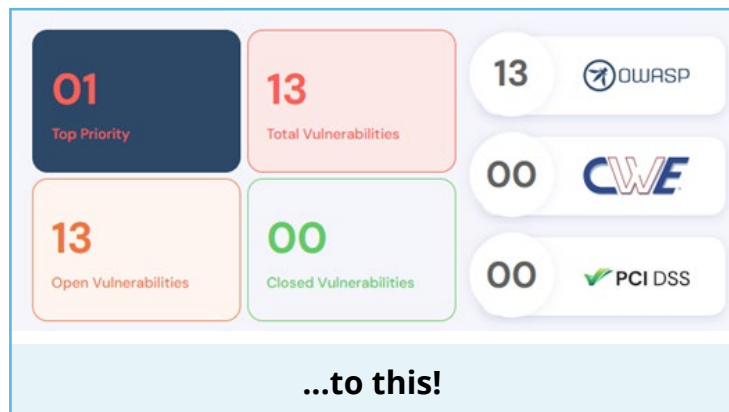 01
Top Priority
13
Total Vulnerabilities
13
Open Vulnerabilities
00
Closed Vulnerabilities
13
OWASP
00
CWE
00
PCI DSS
...to this!